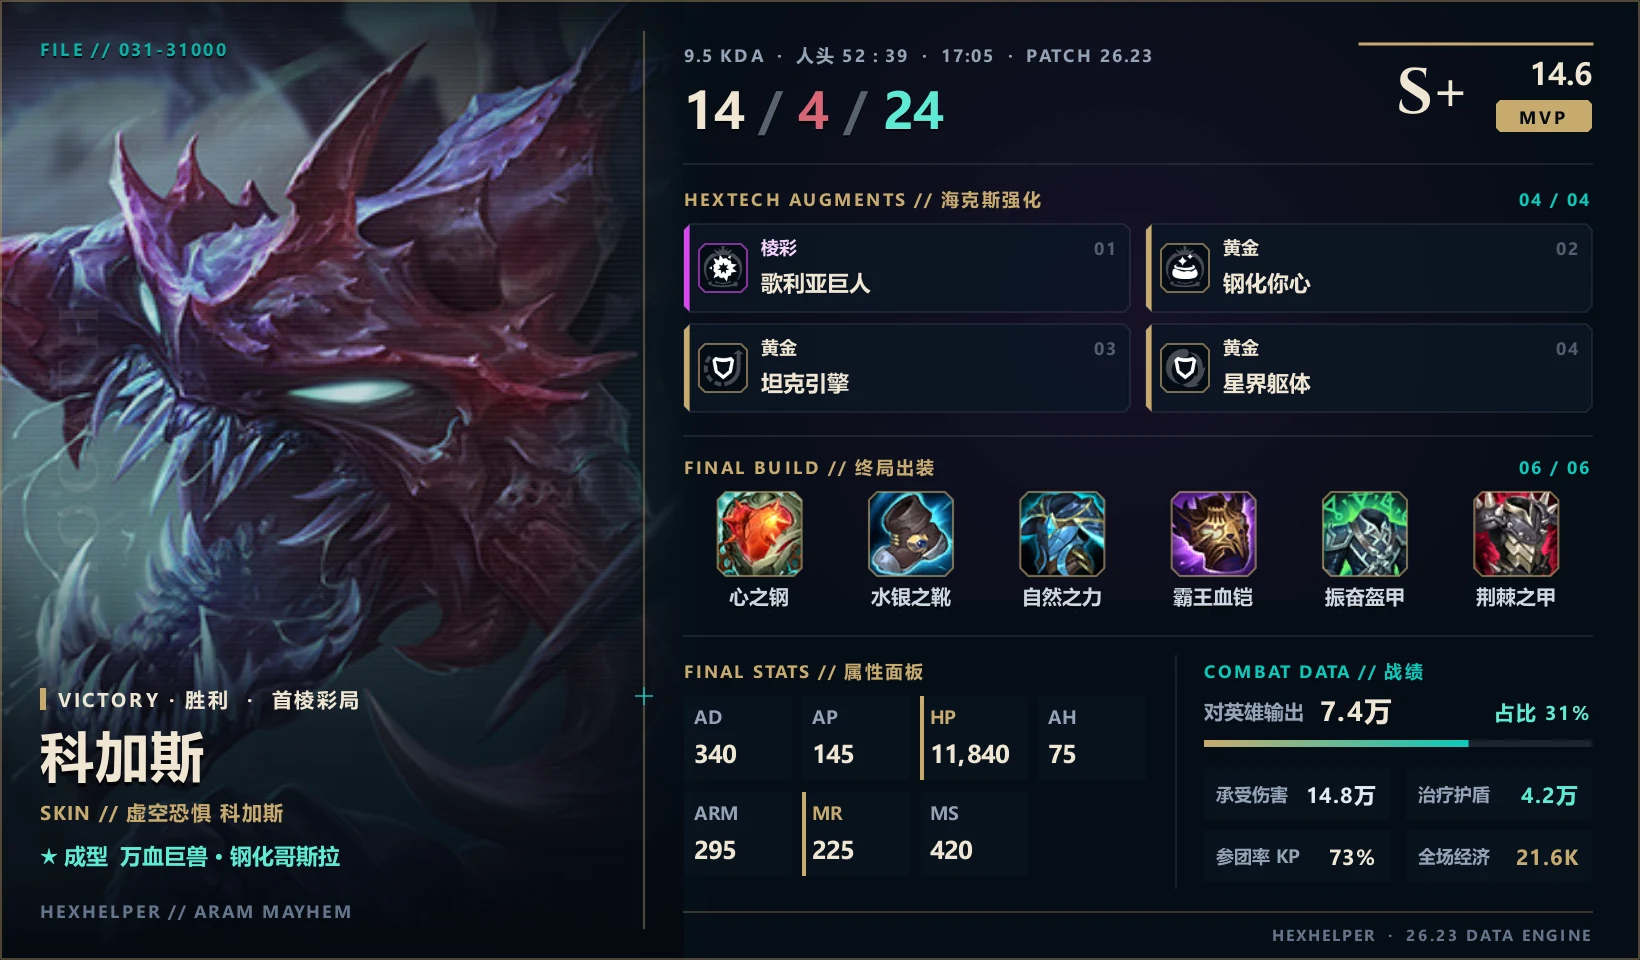 FILE // 031-31000
VICTORY · 胜利 · 首棱彩局
科加斯
SKIN // 虚空恐惧 科加斯
★ 成型 万血巨兽·钢化哥斯拉
HEXHELPER // ARAM MAYHEM
9.5 KDA · 人头 52 : 39 · 17:05 · PATCH 26.23
14 / 4 / 24
S+
14.6
MVP
HEXTECH AUGMENTS // 海克斯强化
04 / 04
棱彩
01
歌利亚巨人
黄金
02
钢化你心
黄金
03
坦克引擎
黄金
04
星界躯体
FINAL BUILD // 终局出装
06 / 06
心之钢
水银之靴
自然之力
霸王血铠
振奋盔甲
荆棘之甲
FINAL STATS // 属性面板
AD
340
AP
145
HP
11,840
AH
75
ARM
295
MR
225
MS
420
COMBAT DATA // 战绩
对英雄输出 7.4万
占比 31%
承受伤害 14.8万
治疗护盾 4.2万
参团率 KP 73%
全场经济 21.6K
HEXHELPER · 26.23 DATA ENGINE